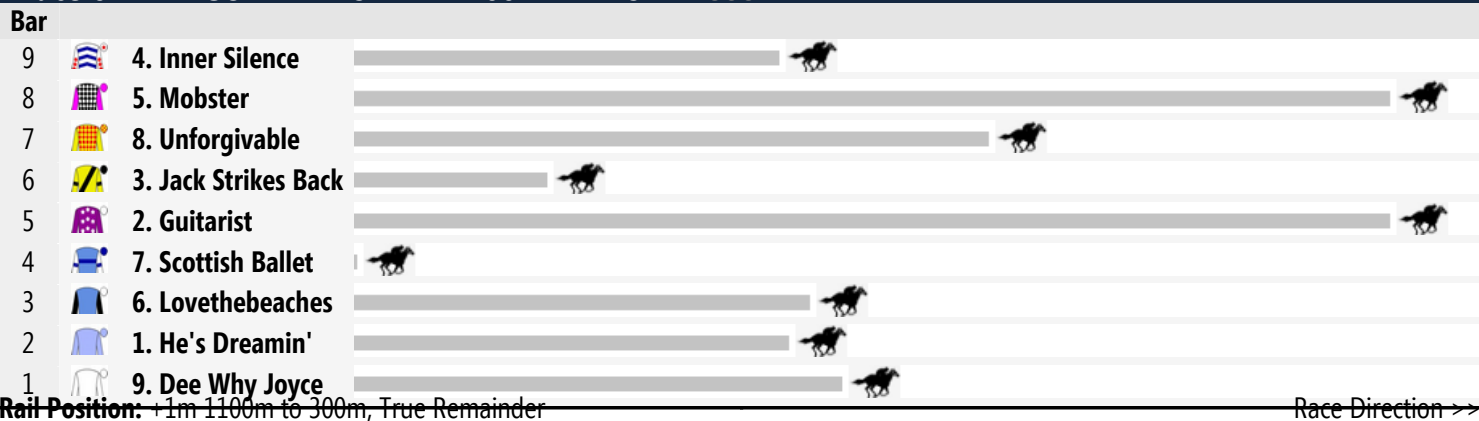 Bar
9 4. Inner Silence
8 5. Mobster
7 8. Unforgivable
6 3. Jack Strikes Back
5 2. Guitarist
4 7. Scottish Ballet
3 6. Lovethebeaches
2 1. He's Dreamin'
1 9. Dee Why Joyce
Rail Position: +1m 1100m to 300m, True Remainder Race Direction >>